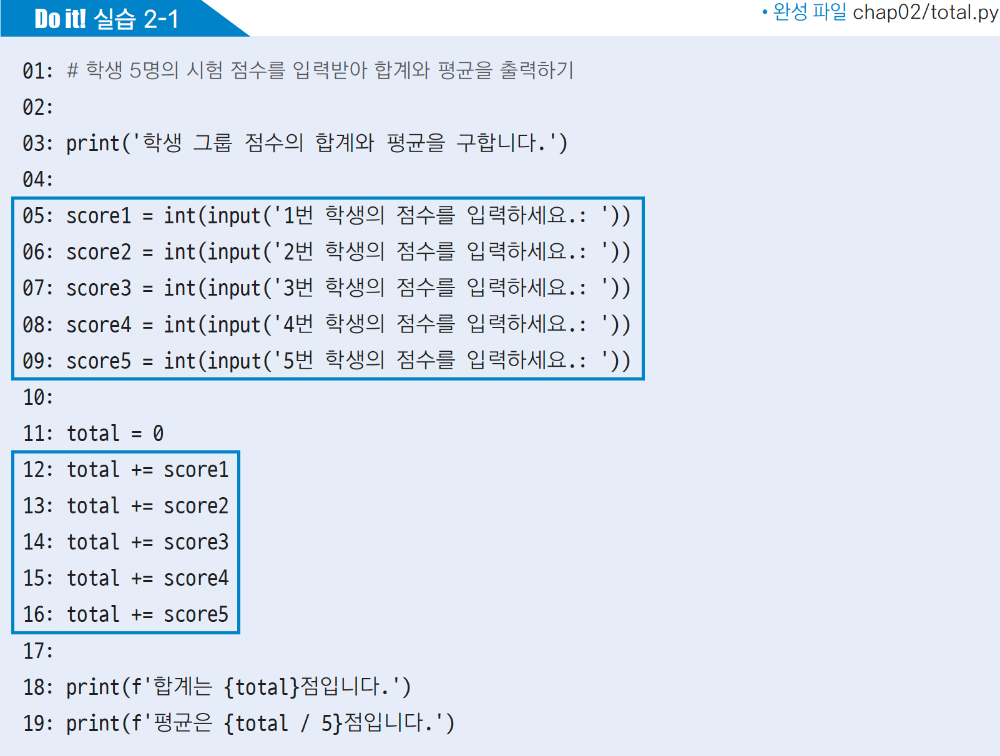 Do it! 실습 2-1
• 완성 파일 chap02/total.py
01: # 학생 5명의 시험 점수를 입력받아 합계와 평균을 출력하기
02:
03: print('학생 그룹 점수의 합계와 평균을 구합니다.')
04:
05: score1 = int(input('1번 학생의 점수를 입력하세요.: '))
06: score2 = int(input('2번 학생의 점수를 입력하세요.: '))
07: score3 = int(input('3번 학생의 점수를 입력하세요.: '))
08: score4 = int(input('4번 학생의 점수를 입력하세요.: '))
09: score5 = int(input('5번 학생의 점수를 입력하세요.: '))
10:
11: total = 0
12: total += score1
13: total += score2
14: total += score3
15: total += score4
16: total += score5
17:
18: print(f'합계는 {total}점입니다.')
19: print(f'평균은 {total / 5}점입니다.')